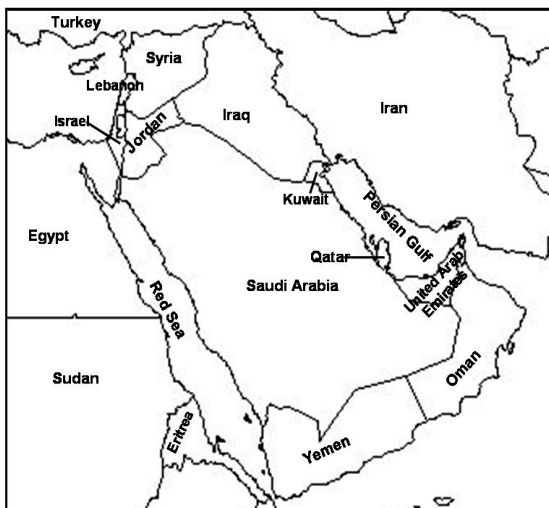 Turkey
Syria
Lebanon
Israel
Jordan
Iraq
Iran
Kuwait
Persian Gulf
Egypt
Qatar
Saudi Arabia
United Arab
Emirates
Red Sea
Sudan
Oman
Eritrea
Yemen